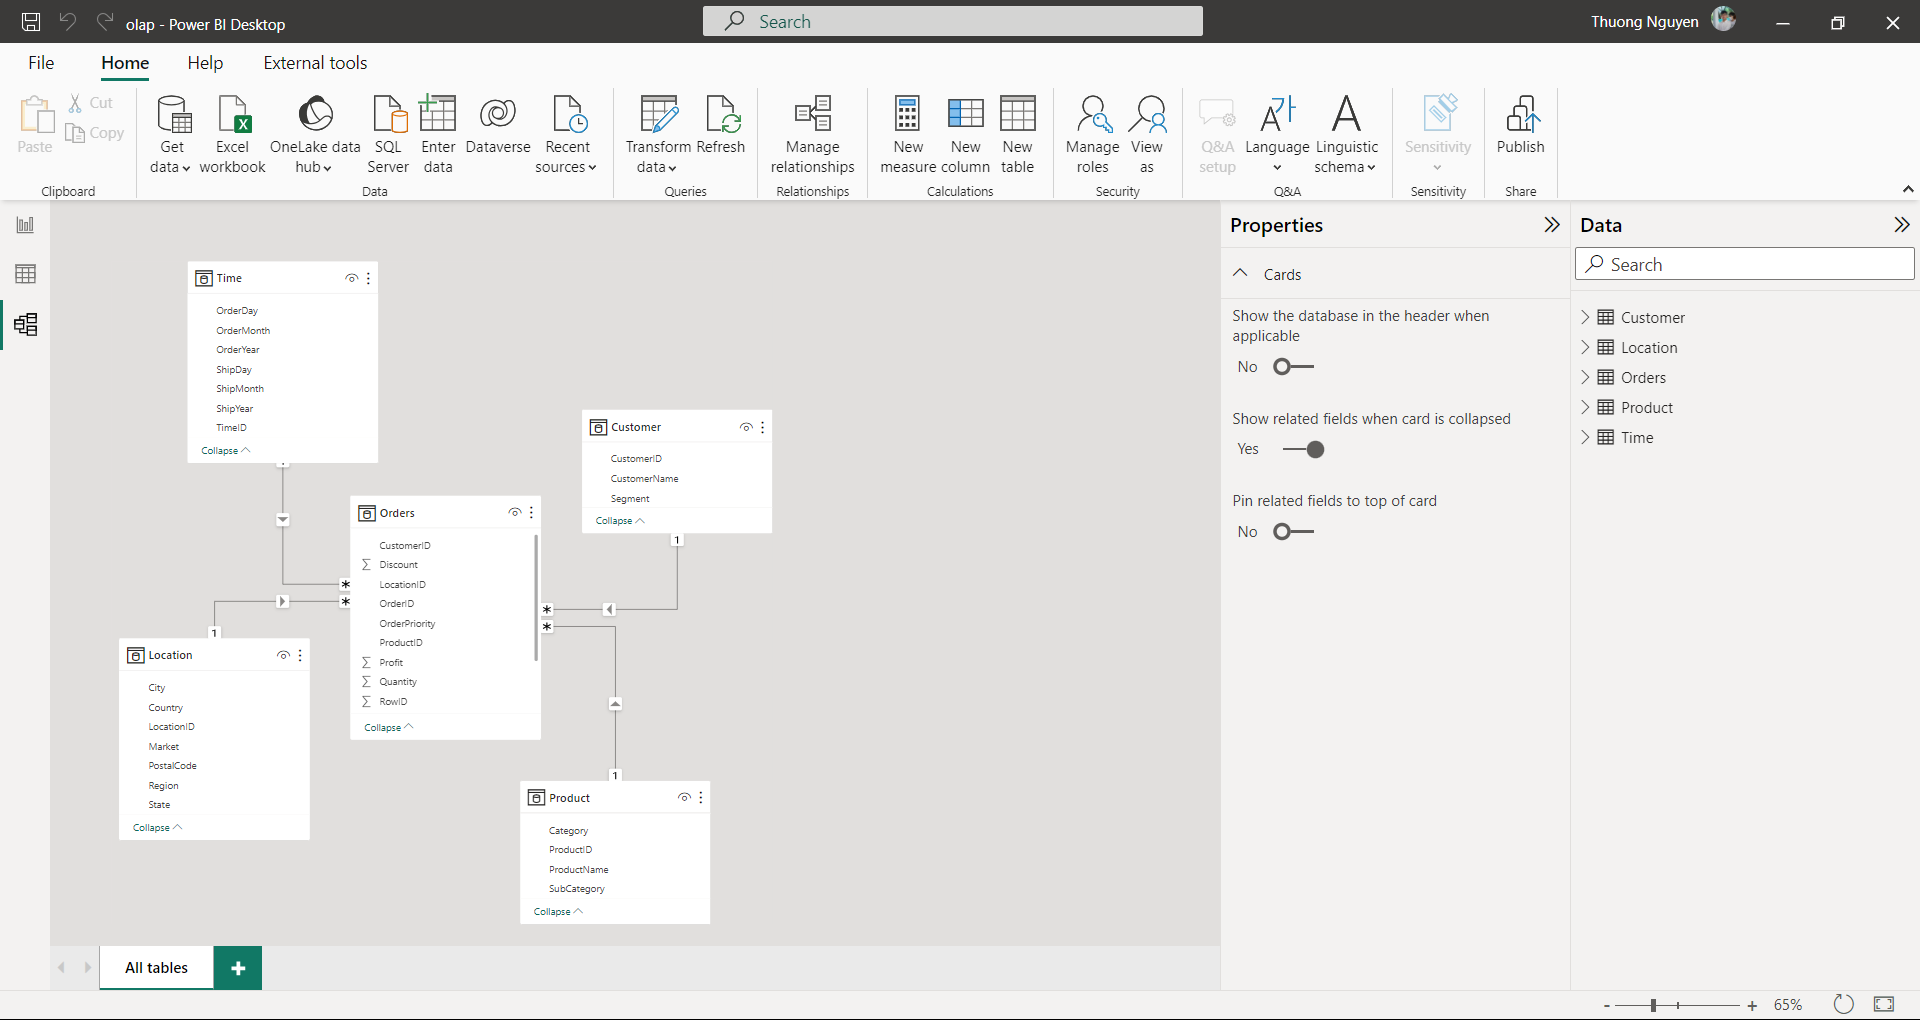 olap - Power BI Desktop
Search
Thuong Nguyen
File
Home
Help
External tools
Paste
Cut
Copy
Clipboard
Get data
Excel workbook
OneLake data hub
SQL Server
Enter data
Dataverse
Recent sources
Data
Transform data
Refresh
Queries
Manage relationships
Relationships
New measure
New column
New table
Calculations
Manage roles
View as
Security
Q&A setup
Language
Linguistic schema
Q&A
Sensitivity
Sensitivity
Publish
Share
Time
OrderDay
OrderMonth
OrderYear
ShipDay
ShipMonth
ShipYear
TimeID
Collapse
Customer
CustomerID
CustomerName
Segment
Collapse
1
Orders
CustomerID
Discount
LocationID
OrderID
OrderPriority
ProductID
Profit
Quantity
RowID
Collapse
*
*
*
*
1
Location
City
Country
LocationID
Market
PostalCode
Region
State
Collapse
1
Product
Category
ProductID
ProductName
SubCategory
Collapse
Properties
Cards
Show the database in the header when
applicable
No
Show related fields when card is collapsed
Yes
Pin related fields to top of card
No
Data
Search
Customer
Location
Orders
Product
Time
All tables
+
- + 65%